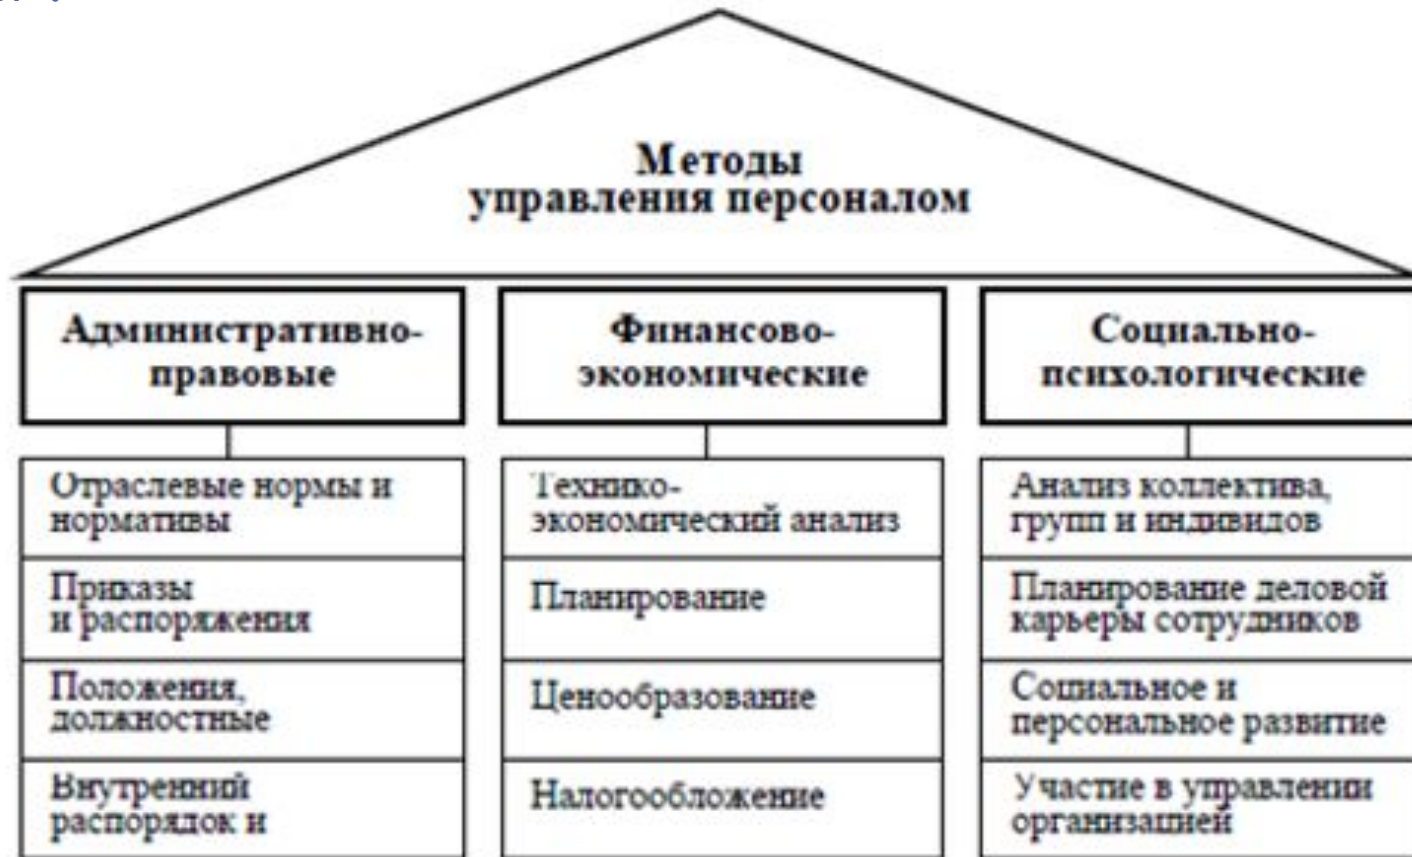 Методы
управления персоналом
Административно-
правовые
Отраслевые нормы и
нормативы
Приказы
и распоряжения
Положения,
должностные
Внутренний
распорядок и
Финансово-
экономические
Технико-
экономический анализ
Планирование
Ценообразование
Налогообложение
Социально-
психологические
Анализ коллектива,
групп и индивидов
Планирование деловой
карьеры сотрудников
Социальное и
персональное развитие
Участие в управлении
организацией